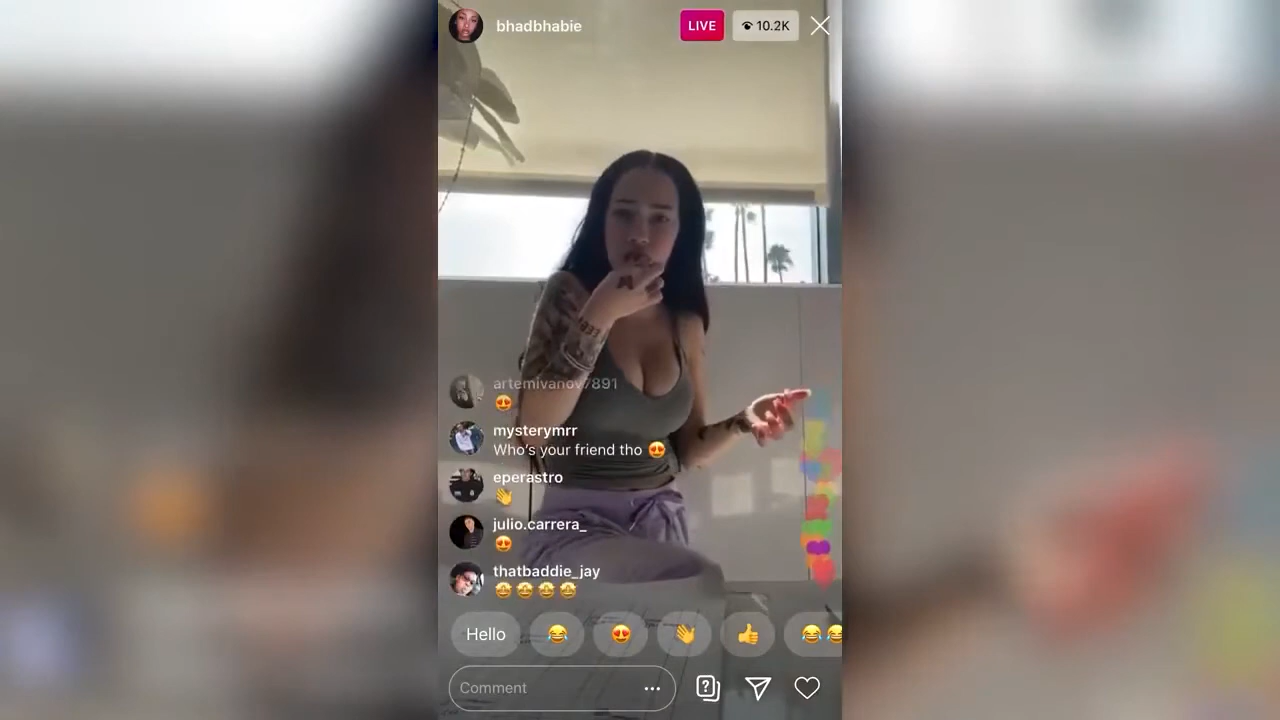 bhadbhabie
LIVE
10.2K
artemivanov7891
mysterymrr
Who's your friend tho
eperastro
julio.carrera_
thatbaddie_jay
Hello
Comment